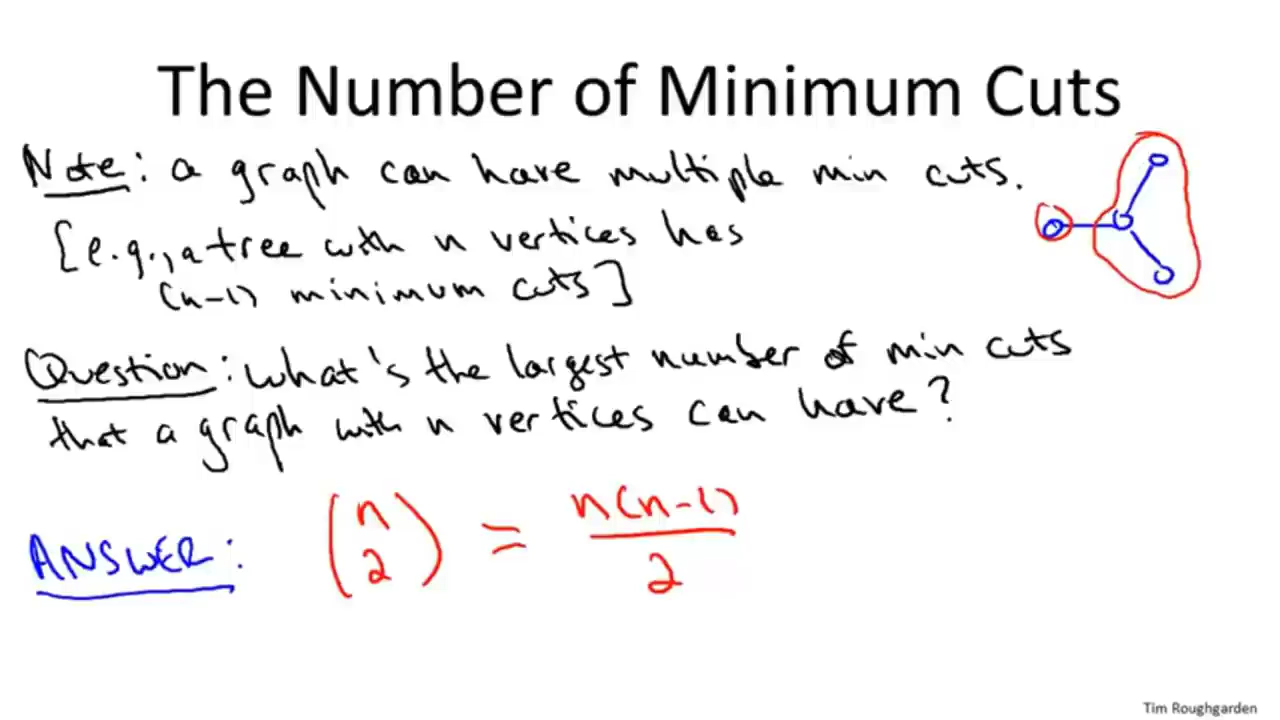 The Number of Minimum Cuts
Note: a graph can have multiple min cuts.
[e.g., a tree with n vertices has
(n-1) minimum cuts]
Question: what's the largest number of min cuts
that a graph with n vertices can have?
ANSWER: (n 2) = n(n-1)/2
Tim Roughgarden